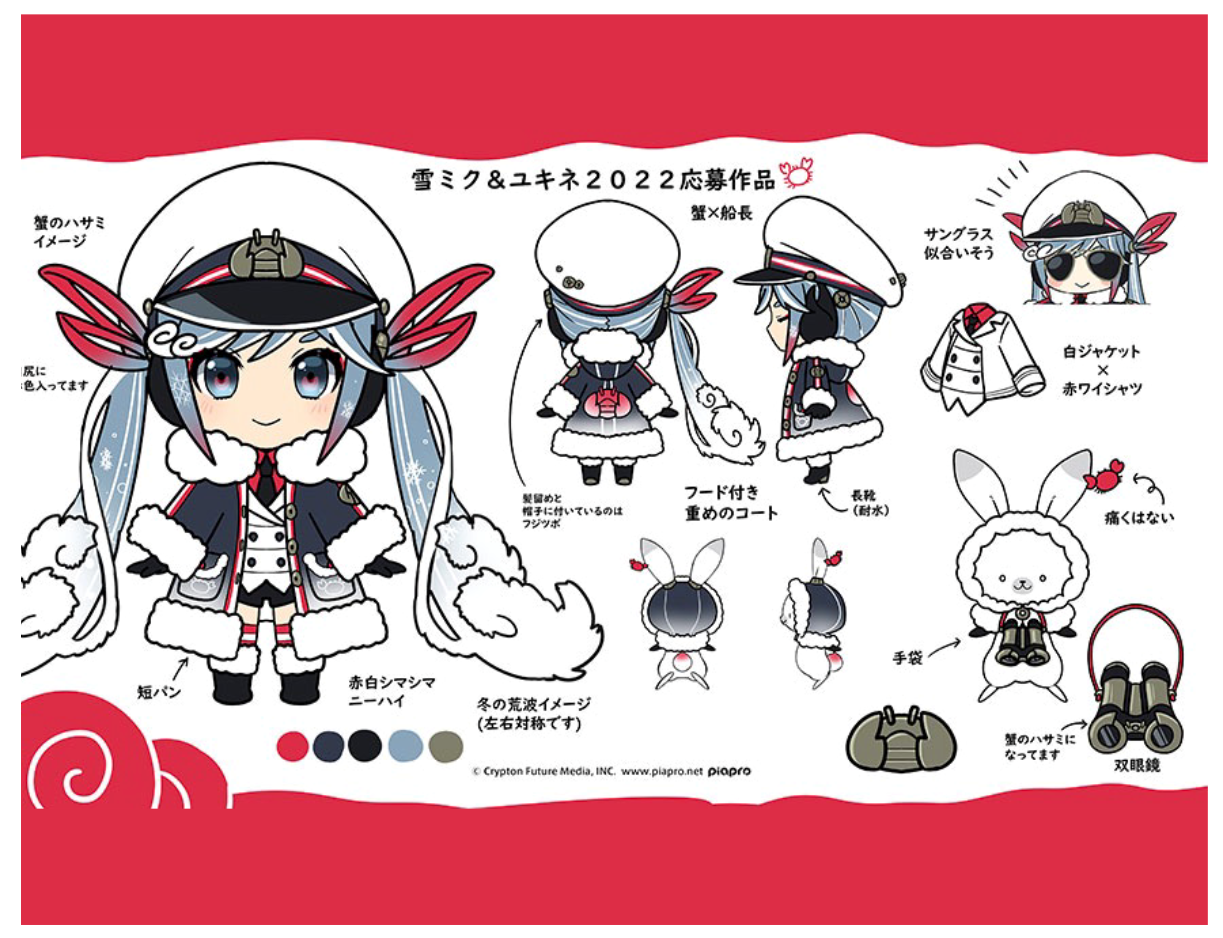 雪ミク&ユキネ2022応募作品
蟹×船長
蟹のハサミ
イメージ
尻に
色入ってます
サングラス
似合いそう
白ジャケット
×
赤ワイシャツ
髪留めと
帽子に付いているのは
フジツボ
フード付き
重めのコート
長靴
(耐水)
痛くはない
手袋
短パン
赤白シマシマ
ニーハイ
冬の荒波イメージ
(左右対称です)
蟹のハサミに
なってます
双眼鏡
© Crypton Future Media, INC. www.piapro.net piapro